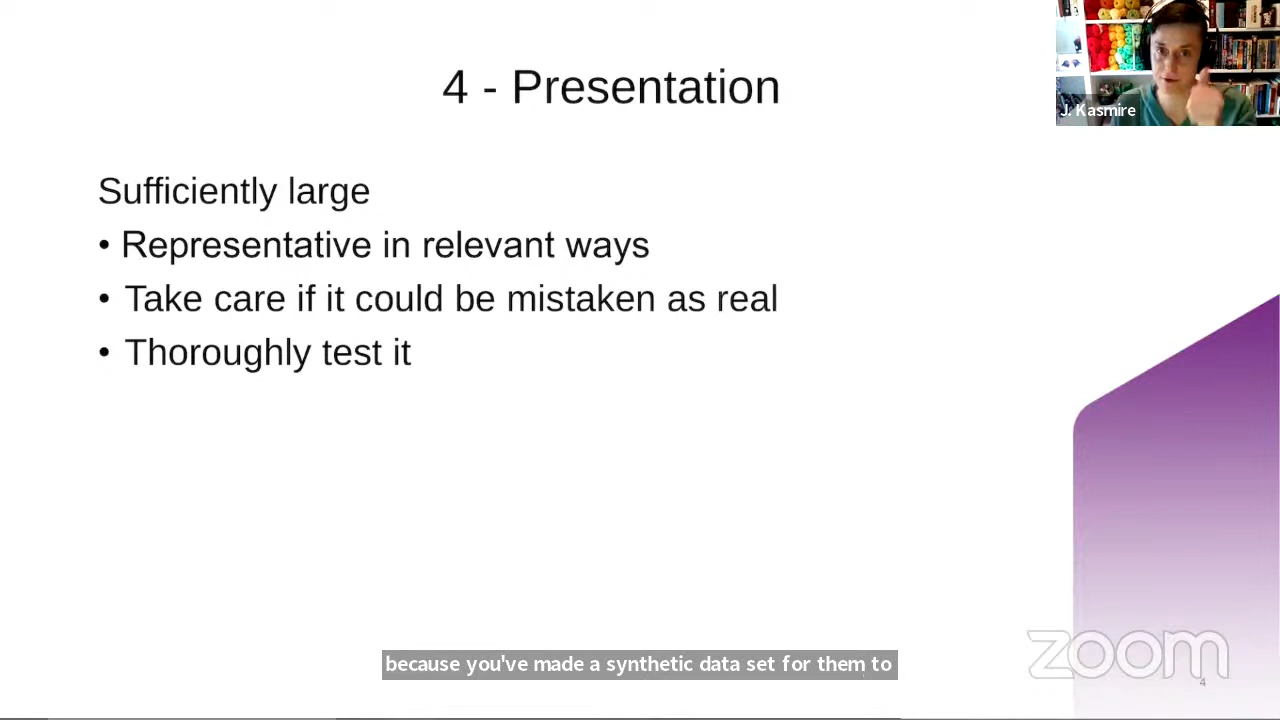 4 - Presentation
J. Kasmire
Sufficiently large
• Representative in relevant ways
• Take care if it could be mistaken as real
• Thoroughly test it
because you've made a synthetic data set for them to
zoom
4